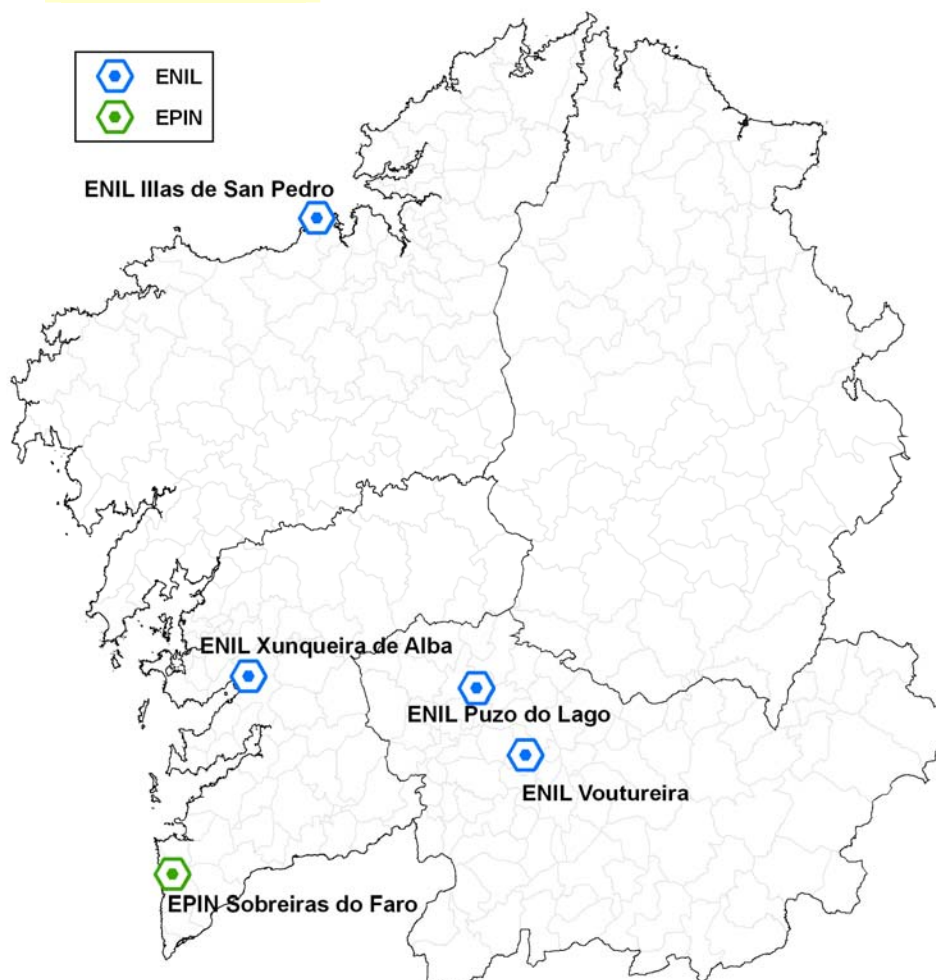 ENIL
EPIN
ENIL Illas de San Pedro
ENIL Xunqueira de Alba
ENIL Puzo do Lago
ENIL Voutureira
EPIN Sobreiras do Faro